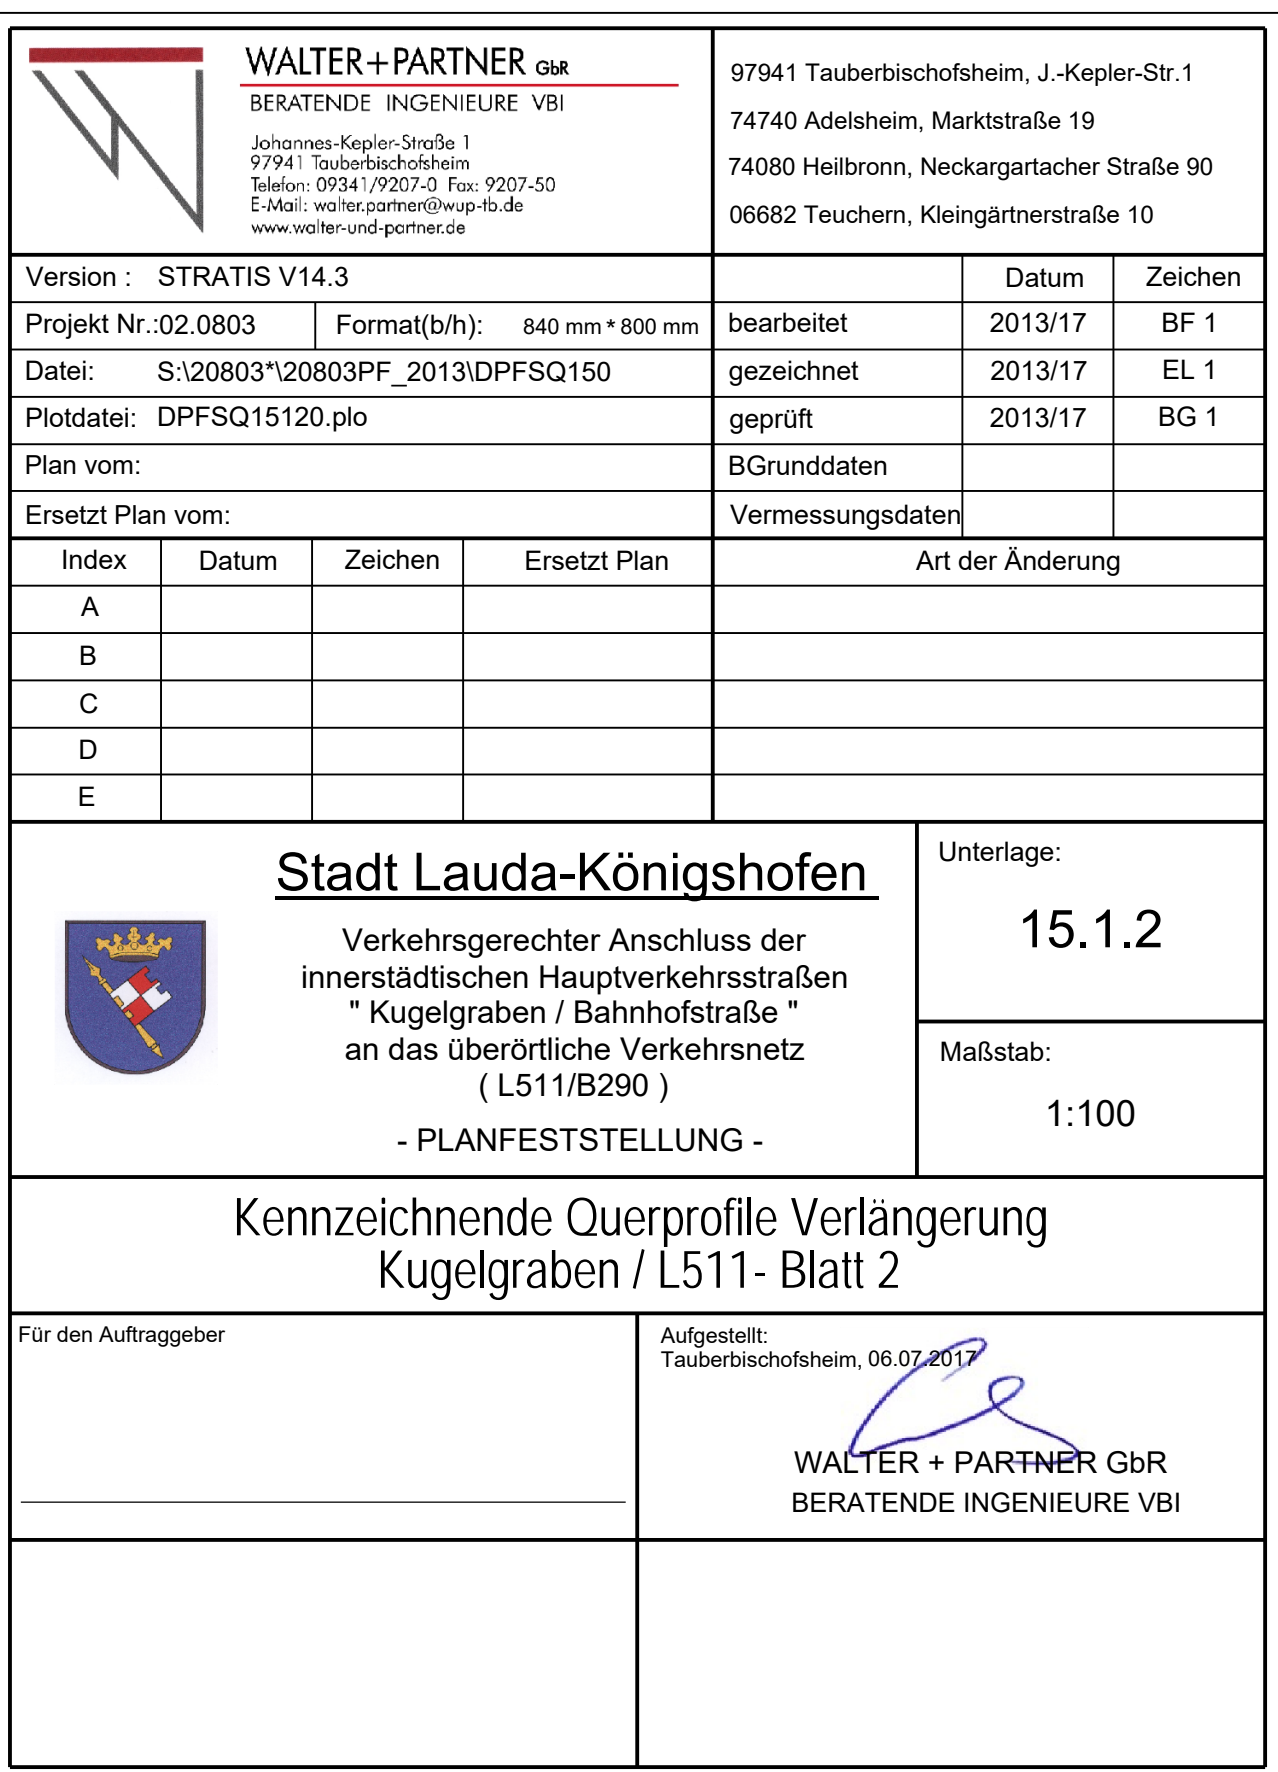 WALTER+PARTNER GbR
BERATENDE INGENIEURE VBI
Johannes-Kepler-Straße 1
97941 Tauberbischofsheim
Telefon: 09341/9207-0 Fax: 9207-50
E-Mail: walter.partner@wup-tb.de
www.walter-und-partner.de
97941 Tauberbischofsheim, J.-Kepler-Str.1
74740 Adelsheim, Marktstraße 19
74080 Heilbronn, Neckargartacher Straße 90
06682 Teuchern, Kleingärtnerstraße 10
Version : STRATIS V14.3
Datum Zeichen
Projekt Nr.:02.0803 Format(b/h): 840 mm * 800 mm
bearbeitet 2013/17 BF 1
Datei: S:\20803*\20803PF_2013\DPFSQ150
gezeichnet 2013/17 EL 1
Plotdatei: DPFSQ15120.plo
geprüft 2013/17 BG 1
Plan vom:
BGrunddaten
Ersetzt Plan vom:
Vermessungsdaten
Index Datum Zeichen Ersetzt Plan Art der Änderung
A
B
C
D
E
Stadt Lauda-Königshofen
Verkehrsgerechter Anschluss der
innerstädtischen Hauptverkehrsstraßen
" Kugelgraben / Bahnhofstraße "
an das überörtliche Verkehrsnetz
( L511/B290 )
- PLANFESTSTELLUNG -
Unterlage:
15.1.2
Maßstab:
1:100
Kennzeichnende Querprofile Verlängerung
Kugelgraben / L511- Blatt 2
Für den Auftraggeber
Aufgestellt:
Tauberbischofsheim, 06.07.2017
WALTER + PARTNER GbR
BERATENDE INGENIEURE VBI